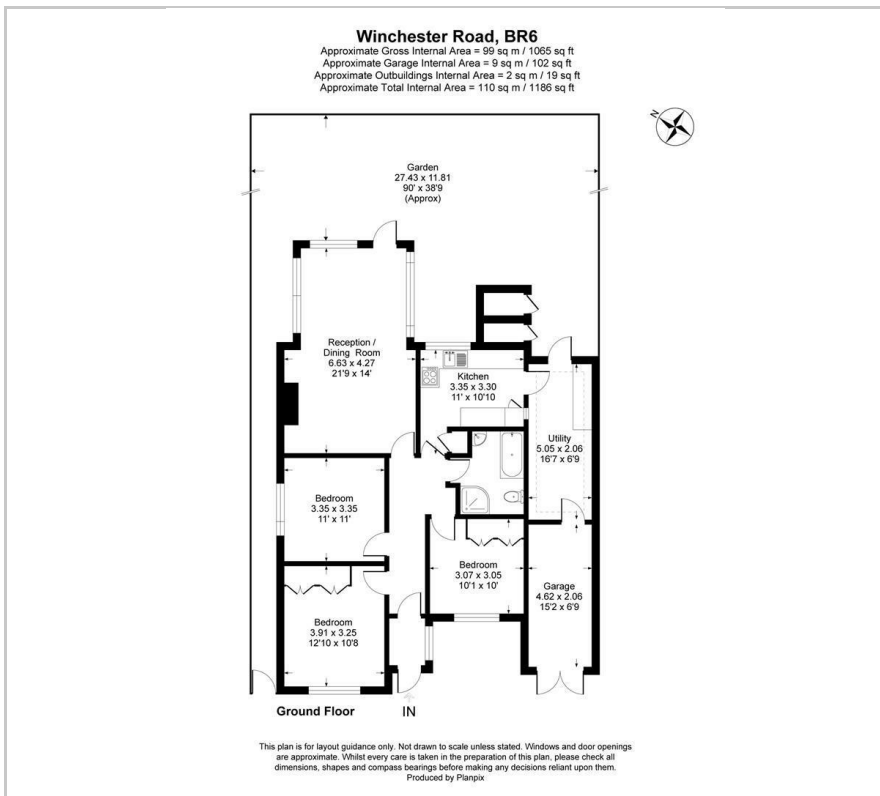 Winchester Road, BR6
Approximate Gross Internal Area = 99 sq m / 1065 sq ft
Approximate Garage Internal Area = 9 sq m / 102 sq ft
Approximate Outbuildings Internal Area = 2 sq m / 19 sq ft
Approximate Total Internal Area = 110 sq m / 1186 sq ft
N
Garden
27.43 x 11.81
90' x 38'9
(Approx)
Reception /
Dining Room
6.63 x 4.27
21'9 x 14'
Kitchen
3.35 x 3.30
11' x 10'10
Utility
5.05 x 2.06
16'7 x 6'9
Bedroom
3.35 x 3.35
11' x 11'
Bedroom
3.07 x 3.05
10'1 x 10'
Garage
4.62 x 2.06
15'2 x 6'9
Bedroom
3.91 x 3.25
12'10 x 10'8
Ground Floor
IN
This plan is for layout guidance only. Not drawn to scale unless stated. Windows and door openings
are approximate. Whilst every care is taken in the preparation of this plan, please check all
dimensions, shapes and compass bearings before making any decisions reliant upon them.
Produced by Planpix